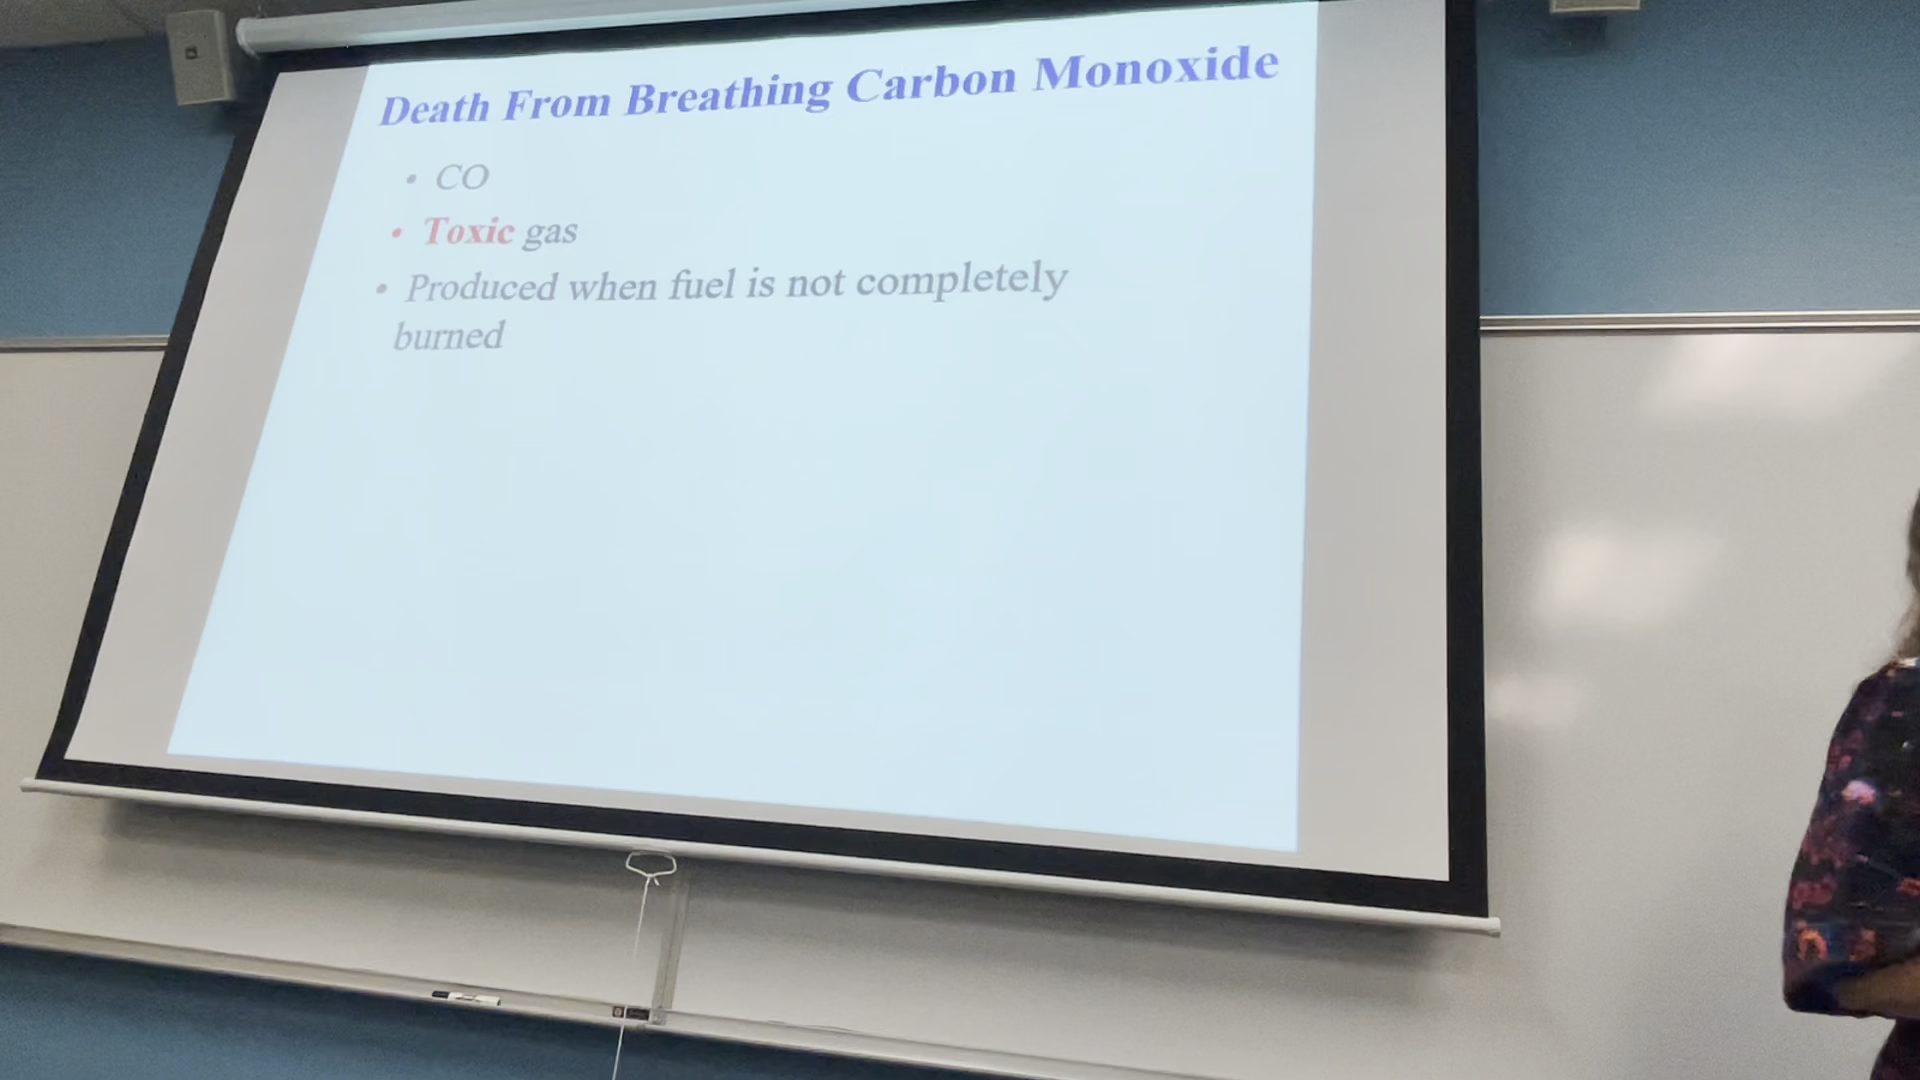 Death From Breathing Carbon Monoxide
• CO
• Toxic gas
• Produced when fuel is not completely
burned